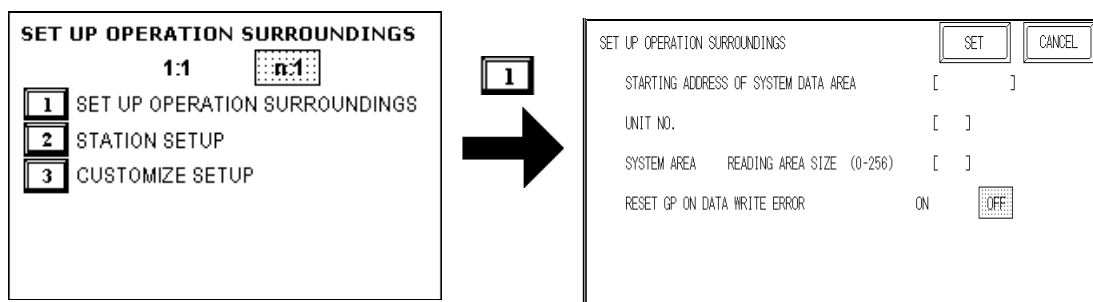 SET UP OPERATION SURROUNDINGS
1:1 n:1
1 SET UP OPERATION SURROUNDINGS
2 STATION SETUP
3 CUSTOMIZE SETUP
1
SET UP OPERATION SURROUNDINGS SET CANCEL
STARTING ADDRESS OF SYSTEM DATA AREA [ ]
UNIT NO. [ ]
SYSTEM AREA READING AREA SIZE (0-256) [ ]
RESET GP ON DATA WRITE ERROR ON OFF